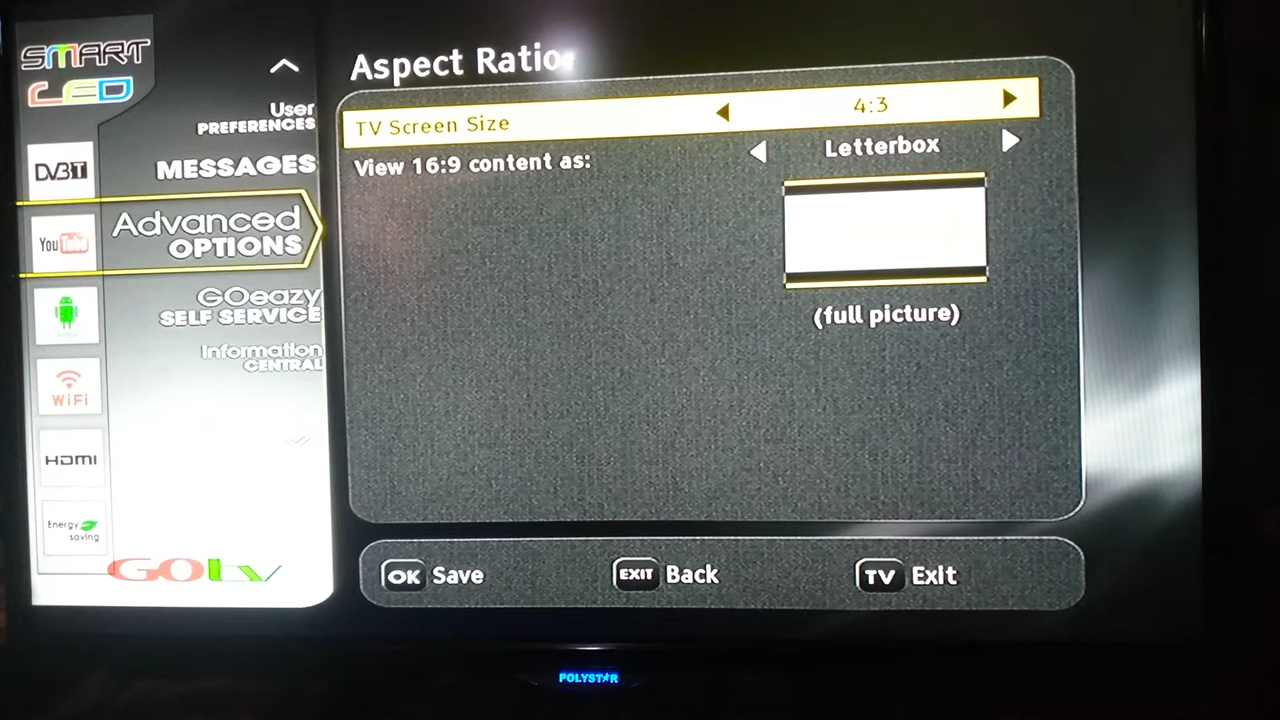 SMART
LED
DVB-T
YouTube
WiFi
HDMI
Energy
saving
User
PREFERENCES
MESSAGES
Advanced
OPTIONS
GOeazy
SELF SERVICE
Information
CENTRAL
GOtv
Aspect Ratio
TV Screen Size
4:3
View 16:9 content as:
Letterbox
(full picture)
OK Save
EXIT Back
TV Exit
POLYSTAR